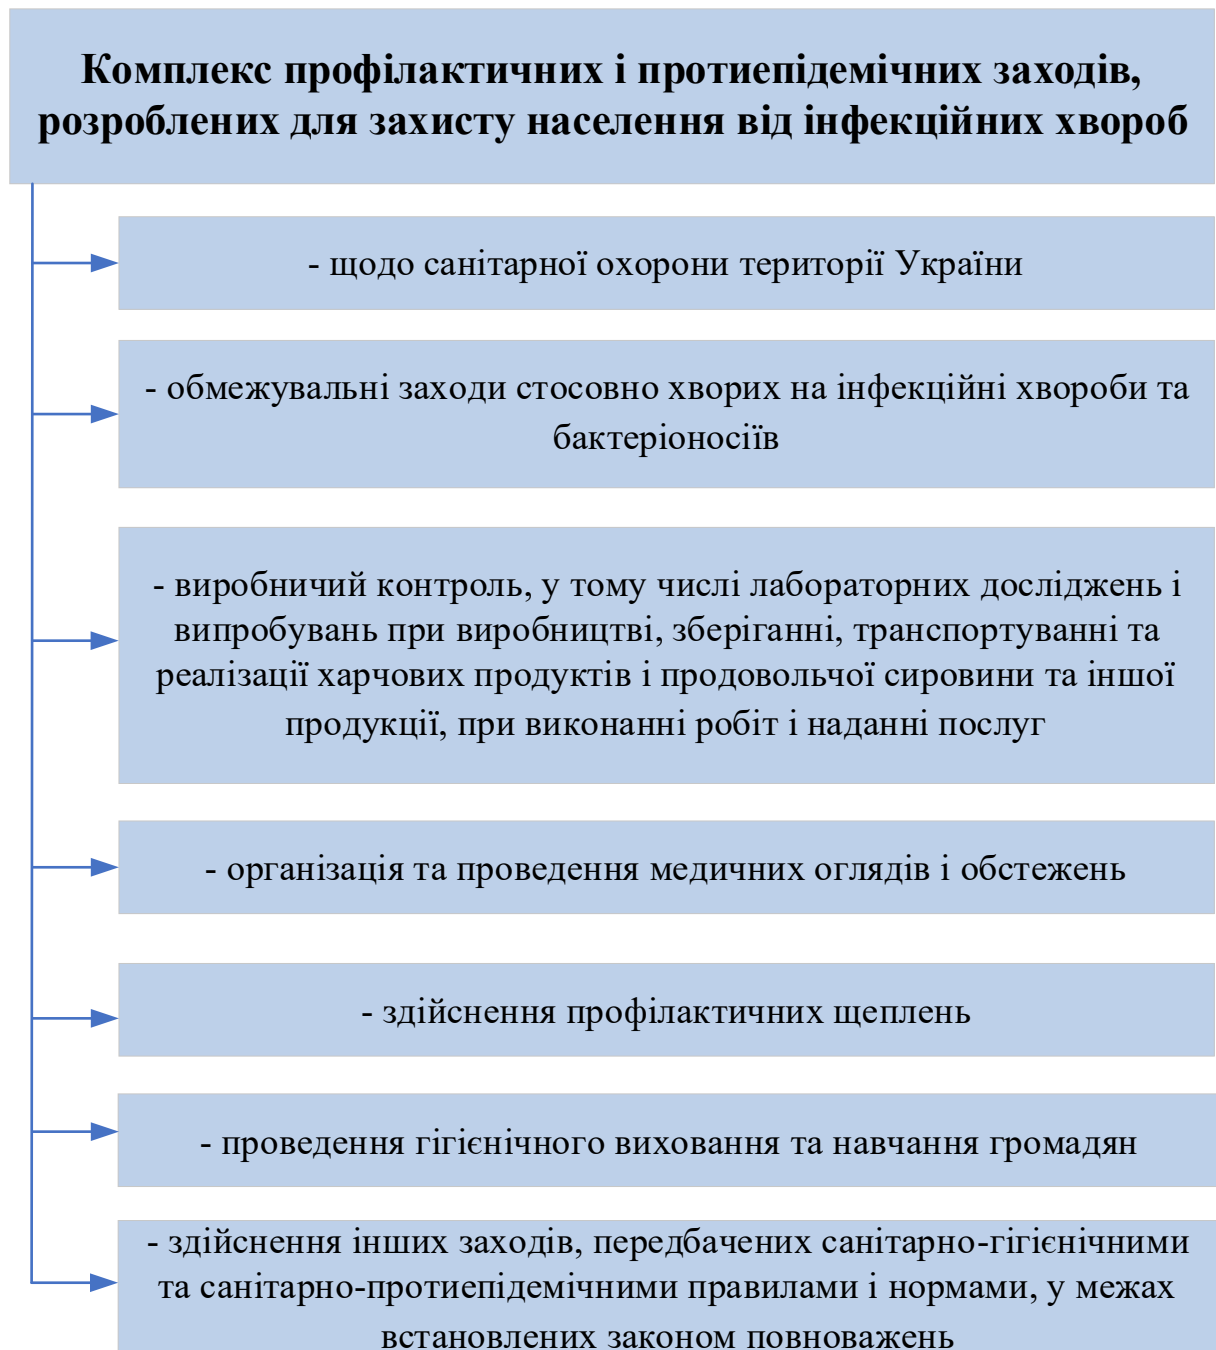 Комплекс профілактичних і протиепідемічних заходів,
розроблених для захисту населення від інфекційних хвороб
- щодо санітарної охорони території України
- обмежувальні заходи стосовно хворих на інфекційні хвороби та
бактеріоносіїв
- виробничий контроль, у тому числі лабораторних досліджень і
випробувань при виробництві, зберіганні, транспортуванні та
реалізації харчових продуктів і продовольчої сировини та іншої
продукції, при виконанні робіт і наданні послуг
- організація та проведення медичних оглядів і обстежень
- здійснення профілактичних щеплень
- проведення гігієнічного виховання та навчання громадян
- здійснення інших заходів, передбачених санітарно-гігієнічними
та санітарно-протиепідемічними правилами і нормами, у межах
встановлених законом повноважень